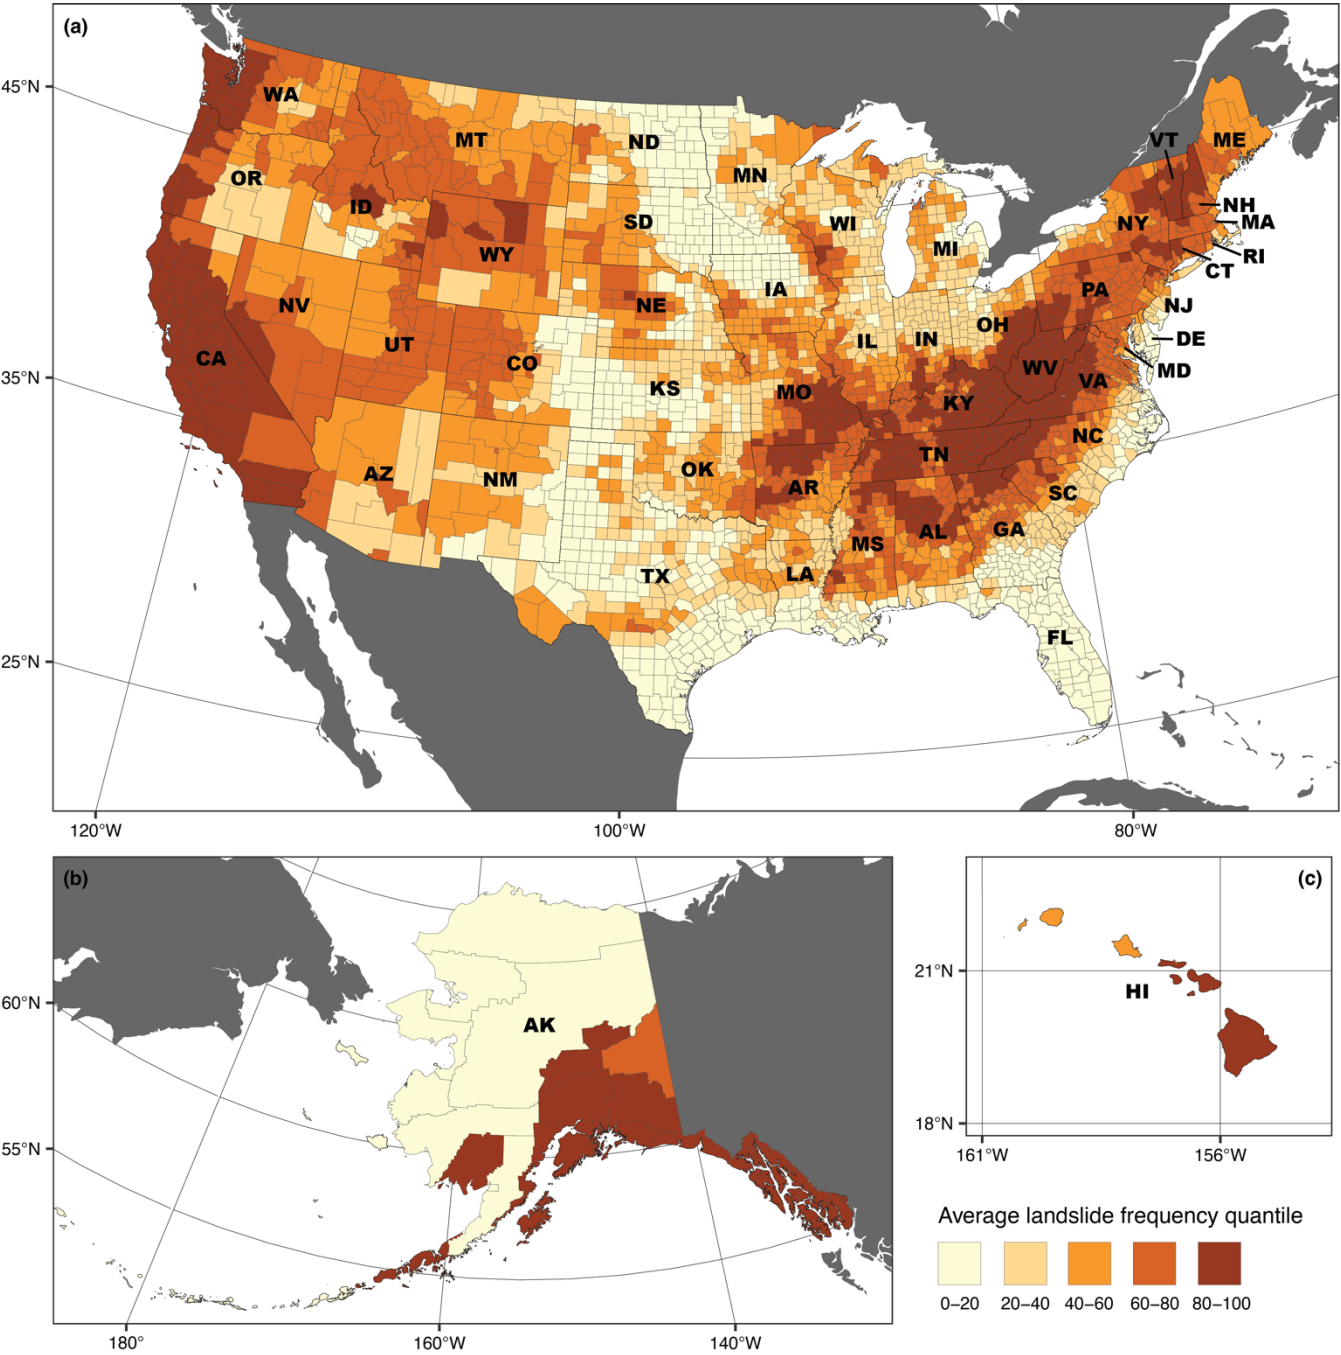 (a)
45°N
35°N
25°N
120°W
100°W
80°W
WA
MT
ND
MN
VT
ME
OR
ID
SD
WI
NH
NY
MA
WY
MI
RI
CT
NV
NE
IA
PA
NJ
UT
CO
IL
IN
OH
DE
CA
WV
MD
KS
MO
VA
KY
AZ
NM
OK
AR
TN
NC
SC
GA
MS
AL
TX
LA
FL
(b)
60°N
55°N
AK
180°
160°W
140°W
(c)
21°N
HI
18°N
161°W
156°W
Average landslide frequency quantile
0–20
20–40
40–60
60–80
80–100